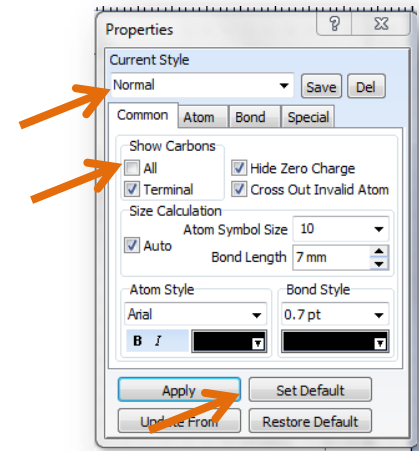 Properties
Current Style
Normal Save Del
Common Atom Bond Special
Show Carbons
All
Terminal
Hide Zero Charge
Cross Out Invalid Atom
Size Calculation
Auto
Atom Symbol Size 10
Bond Length 7 mm
Atom Style
Arial
B I
Bond Style
0.7 pt
Apply Set Default
Update From Restore Default